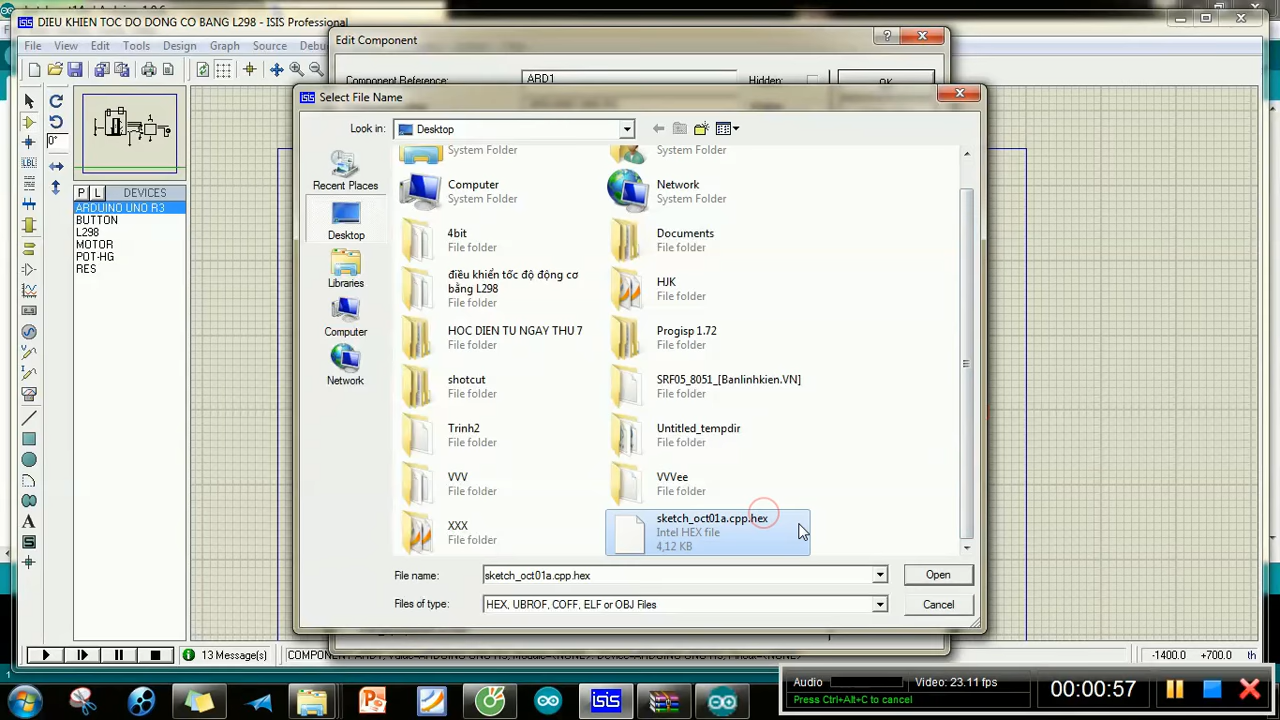 DIEU KHIEN TOC DO DONG CO BANG L298 - ISIS Professional
File View Edit Tools Design Graph Source Debu
Edit Component
Component Reference: ARD1 Hidden: OK
Select File Name
Look in: Desktop
0°
P L DEVICES
ARDUINO UNO R3
BUTTON
L298
MOTOR
POT-HG
RES
Recent Places
Desktop
Libraries
Computer
Network
System Folder
System Folder
Computer
System Folder
Network
System Folder
4bit
File folder
Documents
File folder
điều khiển tốc độ động cơ
bằng L298
File folder
HJK
File folder
HOC DIEN TU NGAY THU 7
File folder
Progisp 1.72
File folder
shotcut
File folder
SRF05_8051_[Banlinhkien.VN]
File folder
Trinh2
File folder
Untitled_tempdir
File folder
VVV
File folder
VVVee
File folder
XXX
File folder
sketch_oct01a.cpp.hex
Intel HEX file
4,12 KB
File name: sketch_oct01a.cpp.hex Open
Files of type: HEX, UBROF, COFF, ELF or OBJ Files Cancel
13 Message(s)
-1400.0 +700.0 th
Audio Video: 23.11 fps
Press Ctrl+Alt+C to cancel
00:00:57